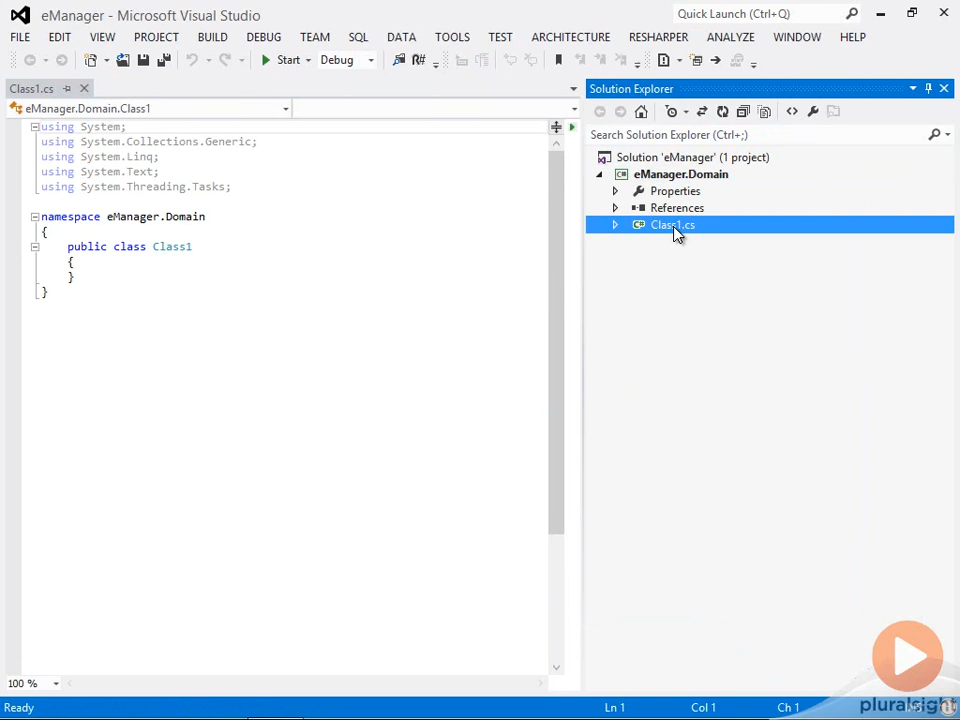 eManager - Microsoft Visual Studio
Quick Launch (Ctrl+Q)
FILE EDIT VIEW PROJECT BUILD DEBUG TEAM SQL DATA TOOLS TEST ARCHITECTURE RESHARPER ANALYZE WINDOW HELP
Start Debug R#
Class1.cs
Solution Explorer
eManager.Domain.Class1
using System;
using System.Collections.Generic;
using System.Linq;
using System.Text;
using System.Threading.Tasks;
namespace eManager.Domain
{
public class Class1
{
}
}
Search Solution Explorer (Ctrl+;)
Solution 'eManager' (1 project)
eManager.Domain
Properties
References
Class1.cs
100 %
Ready Ln 1 Col 1 Ch 1
pluralsight